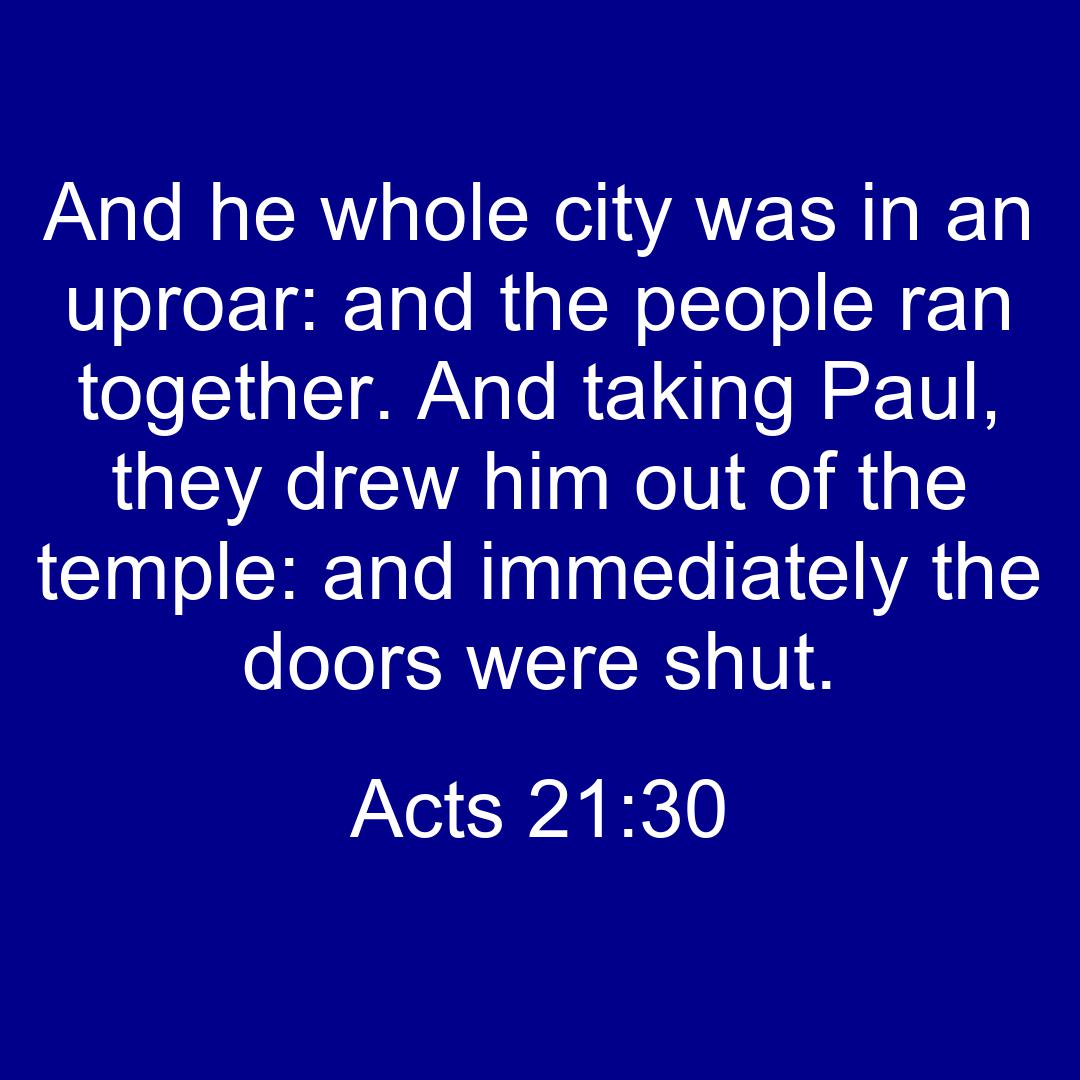 And he whole city was in an
uproar: and the people ran
together. And taking Paul,
they drew him out of the
temple: and immediately the
doors were shut.
Acts 21:30